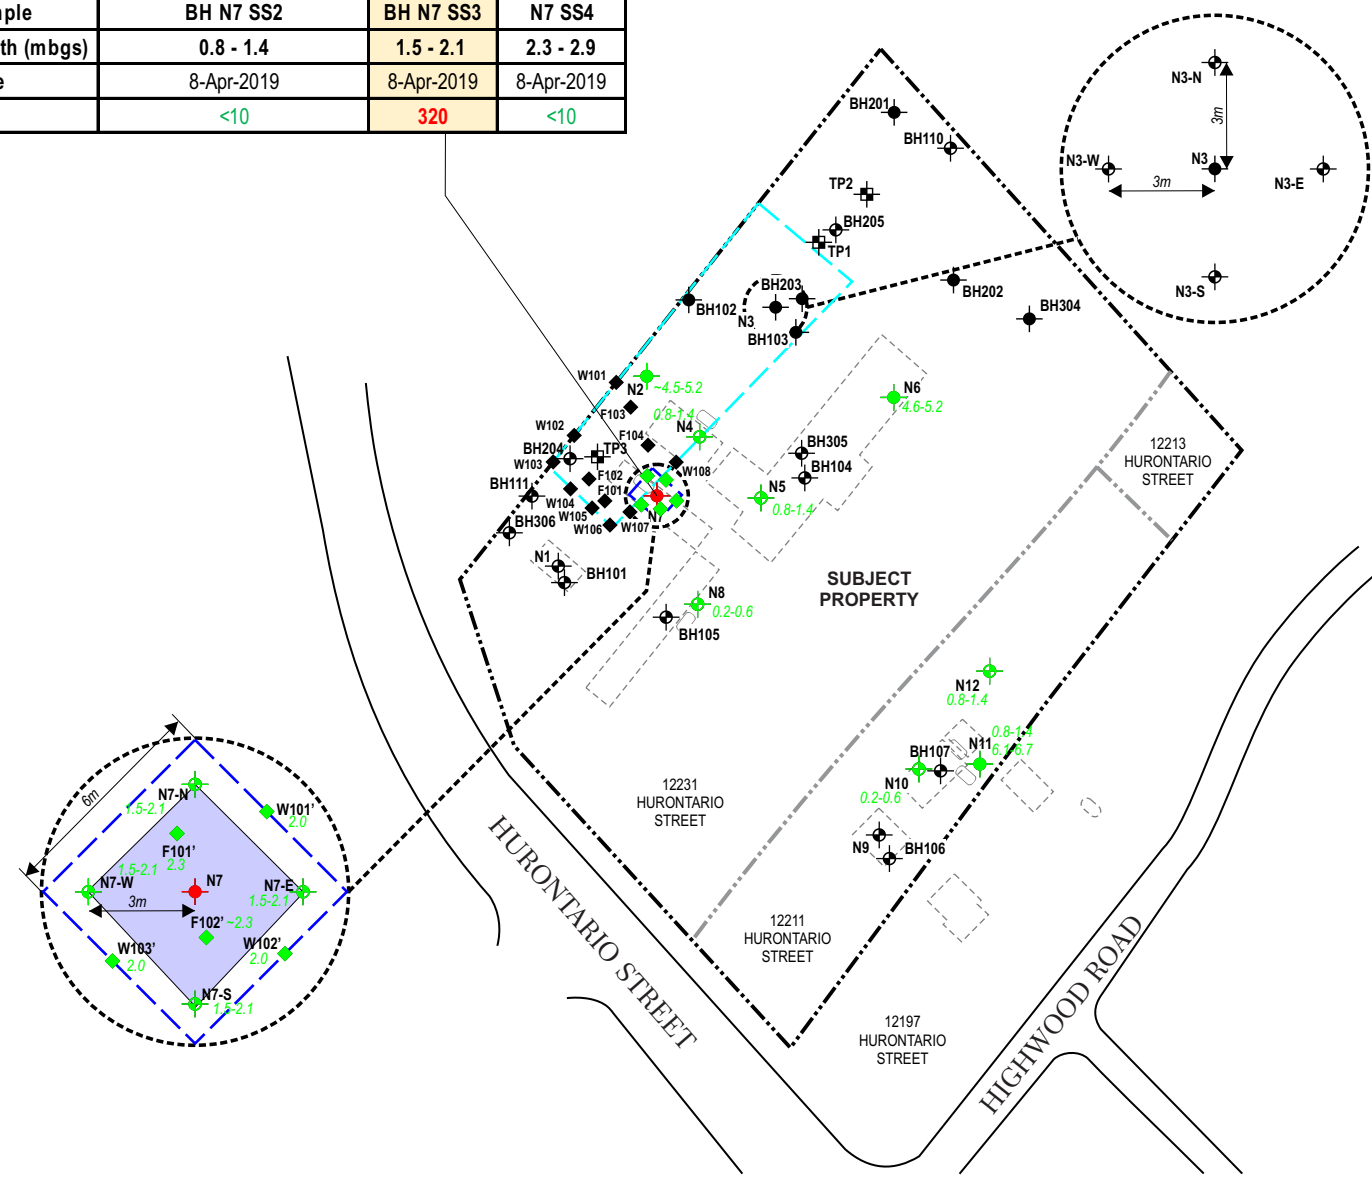 mple BH N7 SS2 BH N7 SS3 N7 SS4
th (mbgs) 0.8 - 1.4 1.5 - 2.1 2.3 - 2.9
e 8-Apr-2019 8-Apr-2019 8-Apr-2019
<10 320 <10
N3-N
3m
N3-W
N3
3m
N3-E
N3-S
BH201
BH110
TP2
BH205
TP1
BH203
BH202
BH102
N3
BH304
BH103
W101
N2
~4.5-5.2
N6
4.6-5.2
F103
0.8-1.4
N4
W102
F104
BH204
TP3
BH305
W103
W108
BH104
F102
BH111
N5
W104
F101
0.8-1.4
W105
N7
BH306
W106
W107
N1
BH101
N8
0.2-0.6
BH105
SUBJECT
PROPERTY
12213
HURONTARIO
STREET
N12
0.8-1.4
0.8-1.4
N11
6.1-6.7
BH107
N10
0.2-0.6
N9
BH106
12231
HURONTARIO
STREET
12211
HURONTARIO
STREET
12197
HURONTARIO
STREET
HURONTARIO STREET
HIGHWOOD ROAD
6m
N7-N
1.5-2.1
W101'
2.0
F101'
2.3
1.5-2.1
N7-W
N7
N7-E
1.5-2.1
3m
F102'
~2.3
W103'
2.0
W102'
2.0
N7-S
1.5-2.1